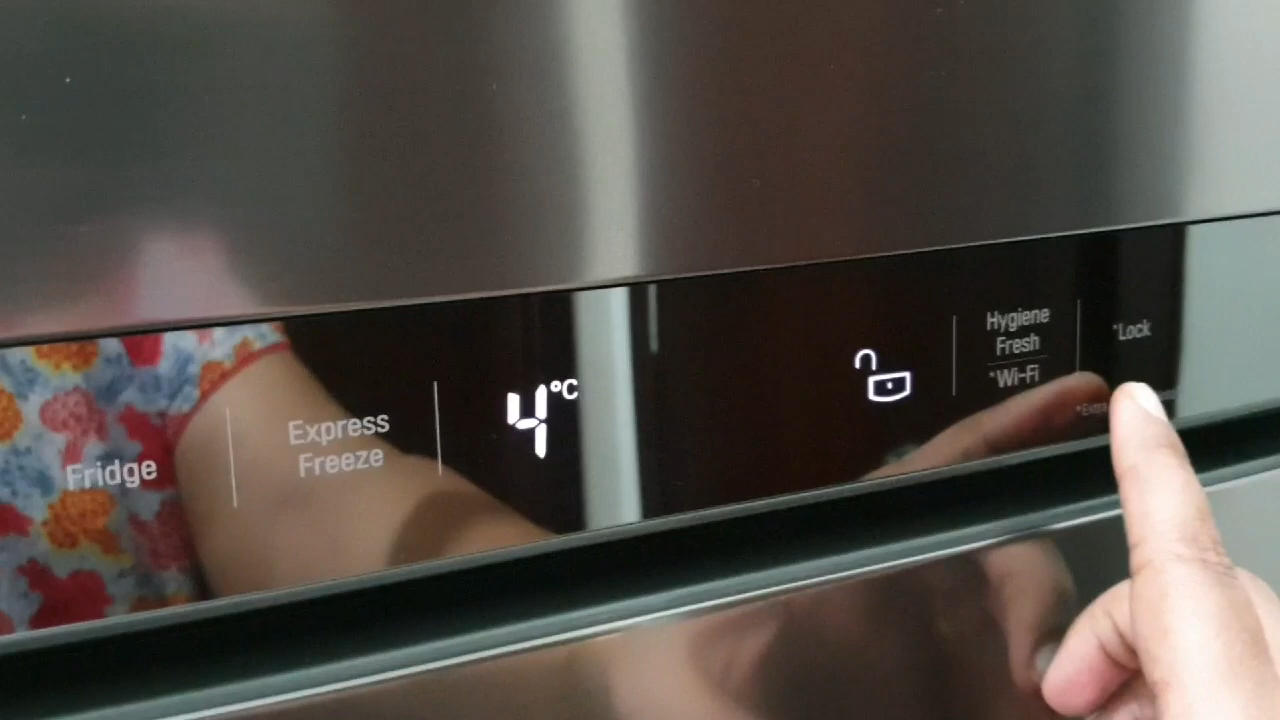 Fridge
Express
Freeze
4°C
Hygiene
Fresh
*Wi-Fi
*Lock